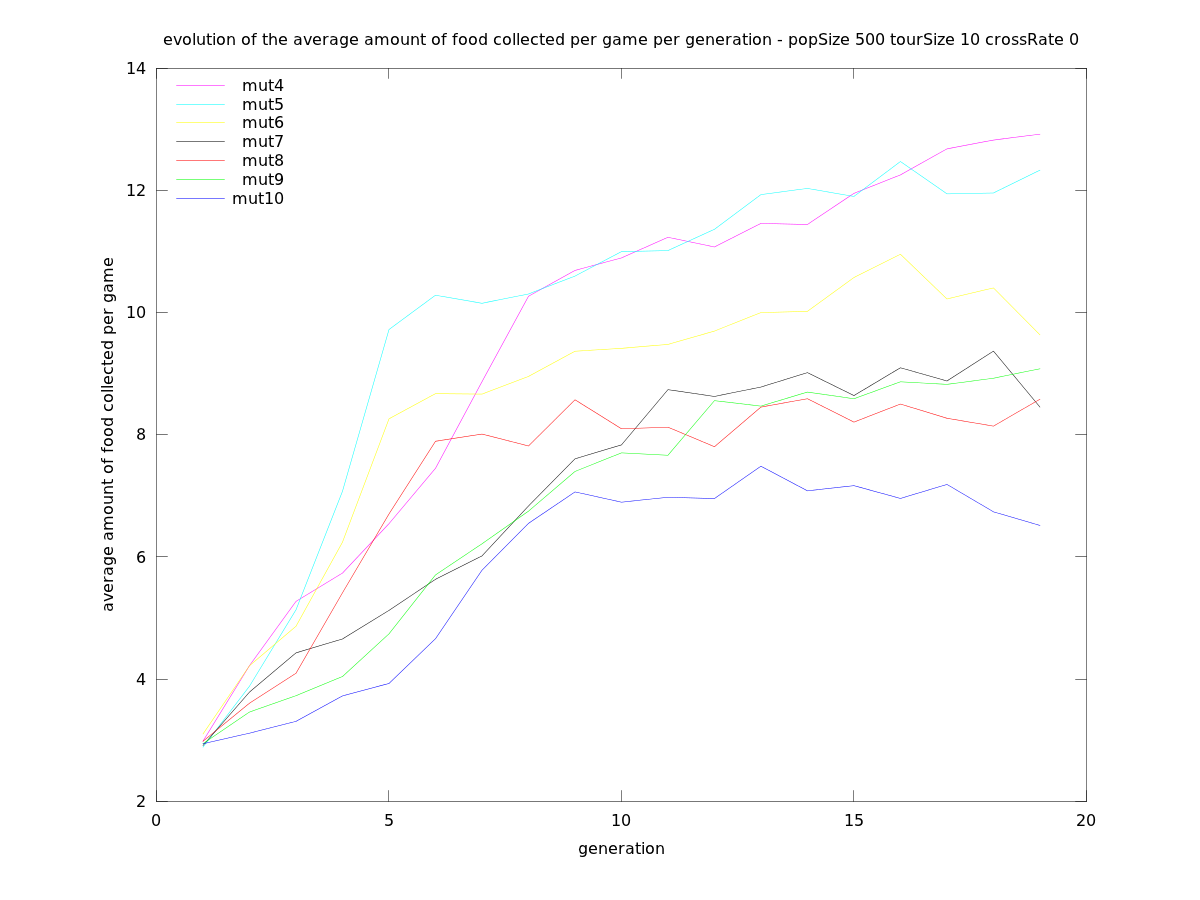 evolution of the average amount of food collected per game per generation - popSize 500 tourSize 10 crossRate 0
14
12
10
8
6
4
2
mut4
mut5
mut6
mut7
mut8
mut9
mut10
average amount of food collected per game
0
5
10
15
20
generation